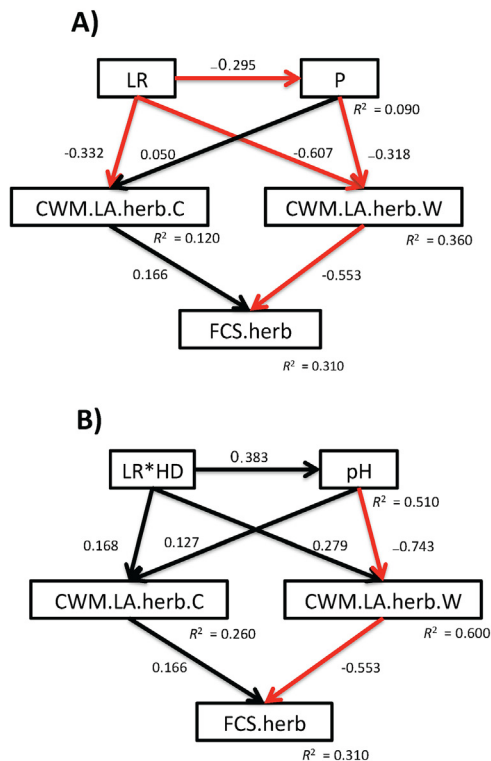 A)
–0.295
LR
P
R² = 0.090
-0.332
0.050
-0.607
–0.318
CWM.LA.herb.C
CWM.LA.herb.W
R² = 0.120
R² = 0.360
0.166
-0.553
FCS.herb
R² = 0.310
B)
0.383
LR*HD
pH
R² = 0.510
0.168
0.127
0.279
–0.743
CWM.LA.herb.C
CWM.LA.herb.W
R² = 0.260
R² = 0.600
0.166
-0.553
FCS.herb
R² = 0.310